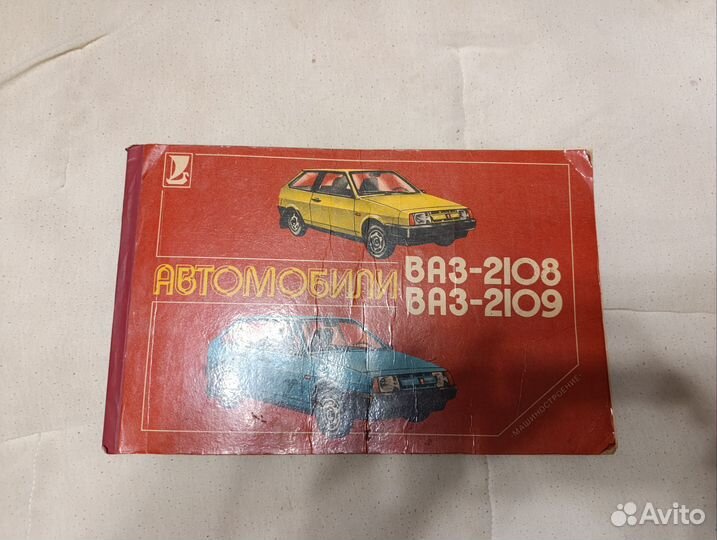 АВТОМОБИЛИ
ВАЗ-2108
ВАЗ-2109
МАШИНОСТРОЕНИЕ
Avito